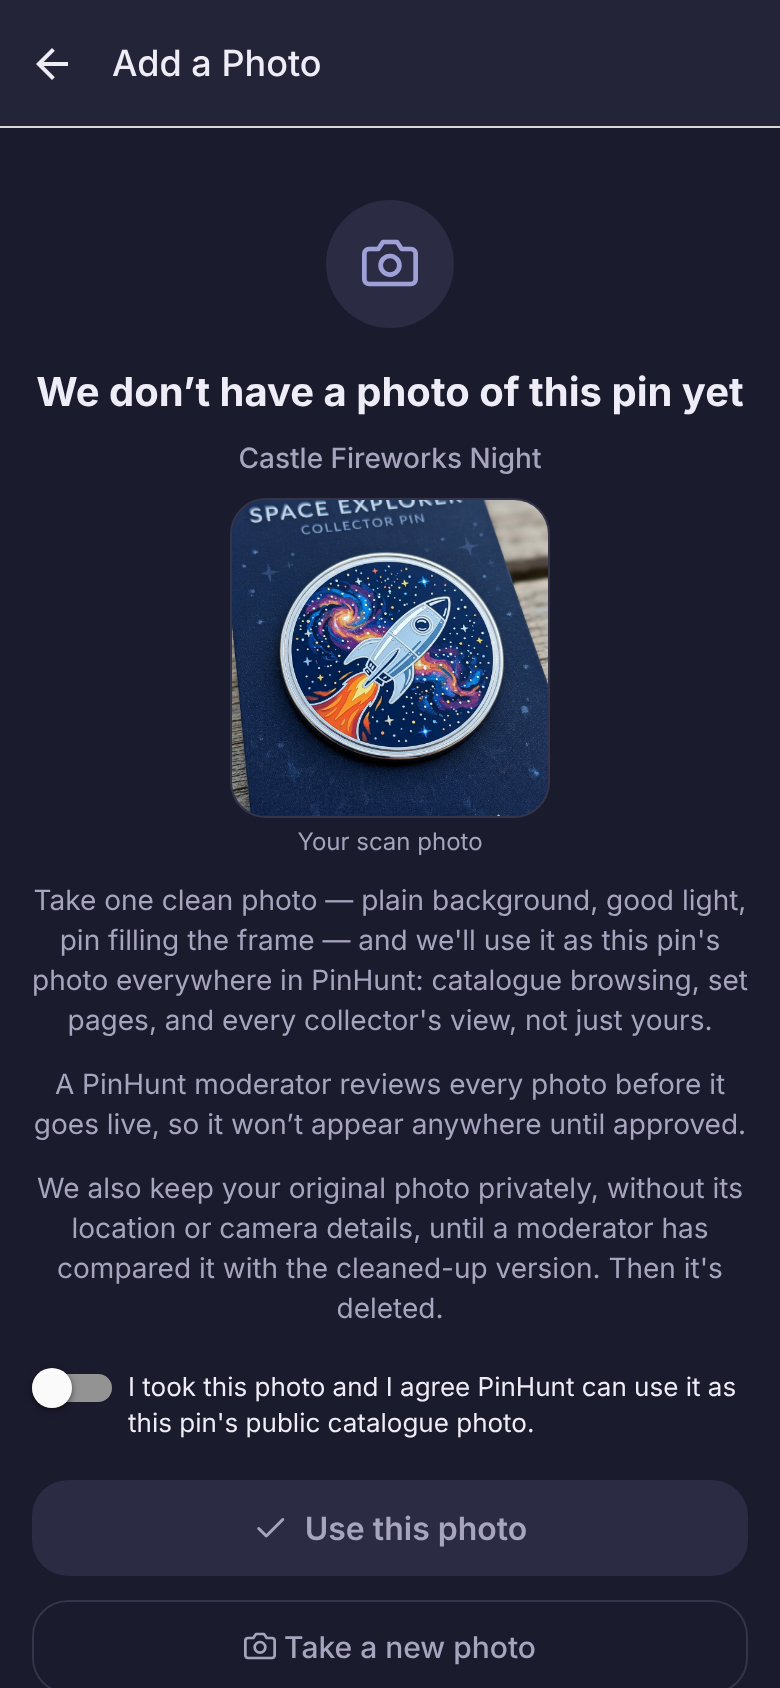 Add a Photo
We don’t have a photo of this pin yet
Castle Fireworks Night
SPACE EXPLORER
COLLECTOR PIN
Your scan photo
Take one clean photo — plain background, good light,
pin filling the frame — and we'll use it as this pin's
photo everywhere in PinHunt: catalogue browsing, set
pages, and every collector's view, not just yours.
A PinHunt moderator reviews every photo before it
goes live, so it won’t appear anywhere until approved.
We also keep your original photo privately, without its
location or camera details, until a moderator has
compared it with the cleaned-up version. Then it's
deleted.
I took this photo and I agree PinHunt can use it as
this pin's public catalogue photo.
Use this photo
Take a new photo